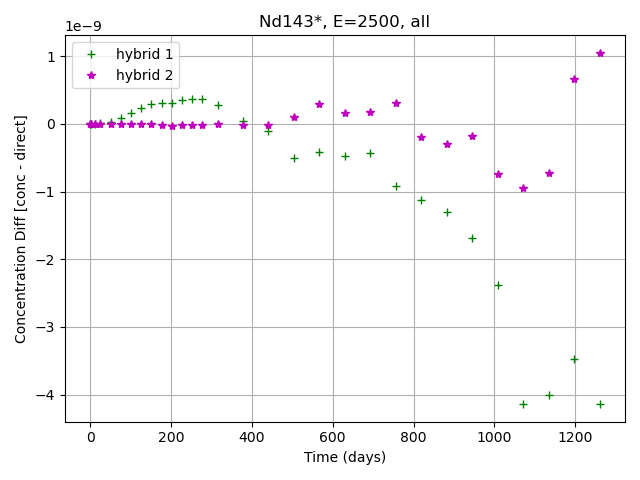 Nd143*, E=2500, all
1e−9
hybrid 1
hybrid 2
1
0
−1
−2
−3
−4
Concentration Diff [conc - direct]
0 200 400 600 800 1000 1200
Time (days)